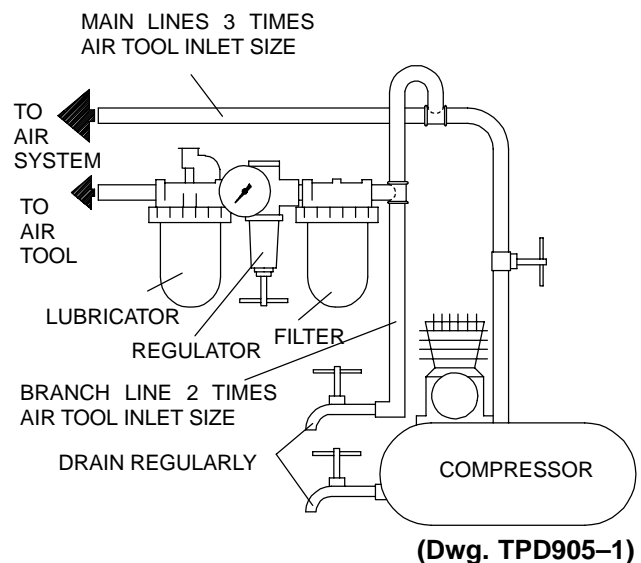 MAIN LINES 3 TIMES
AIR TOOL INLET SIZE
TO
AIR
SYSTEM
TO
AIR
TOOL
LUBRICATOR
REGULATOR
FILTER
BRANCH LINE 2 TIMES
AIR TOOL INLET SIZE
DRAIN REGULARLY
COMPRESSOR
(Dwg. TPD905–1)